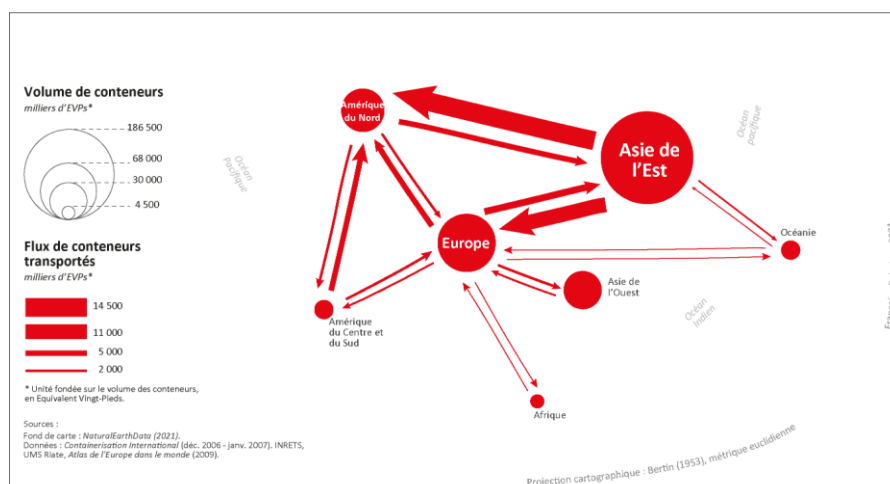 Volume de conteneurs
milliers d'EVPs*
186 500
68 000
30 000
4 500
Flux de conteneurs
transportés
milliers d'EVPs*
14 500
11 000
5 000
2 000
* Unité fondée sur le volume des conteneurs,
en Equivalent Vingt-Pieds.
Sources :
Fond de carte : NaturalEarthData (2021).
Données : Containerisation International (déc. 2006 - janv. 2007). INRETS,
UMS Riate, Atlas de l'Europe dans le monde (2009).
Océan
Pacifique
Amérique
du Nord
Asie de
l'Est
Océan
pacifique
Europe
Océanie
Asie de
l'Ouest
Océan
Indien
Amérique
du Centre et
du Sud
Afrique
Projection cartographique : Bertin (1953), métrique euclidienne